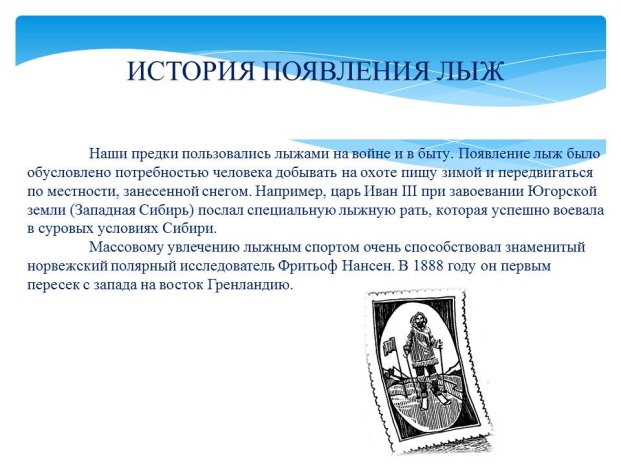 ИСТОРИЯ ПОЯВЛЕНИЯ ЛЫЖ
Наши предки пользовались лыжами на войне и в быту. Появление лыж было
обусловлено потребностью человека добывать на охоте пищу зимой и передвигаться
по местности, занесенной снегом. Например, царь Иван III при завоевании Югорской
земли (Западная Сибирь) послал специальную лыжную рать, которая успешно воевала
в суровых условиях Сибири.
Массовому увлечению лыжным спортом очень способствовал знаменитый
норвежский полярный исследователь Фритьоф Нансен. В 1888 году он первым
пересек с запада на восток Гренландию.